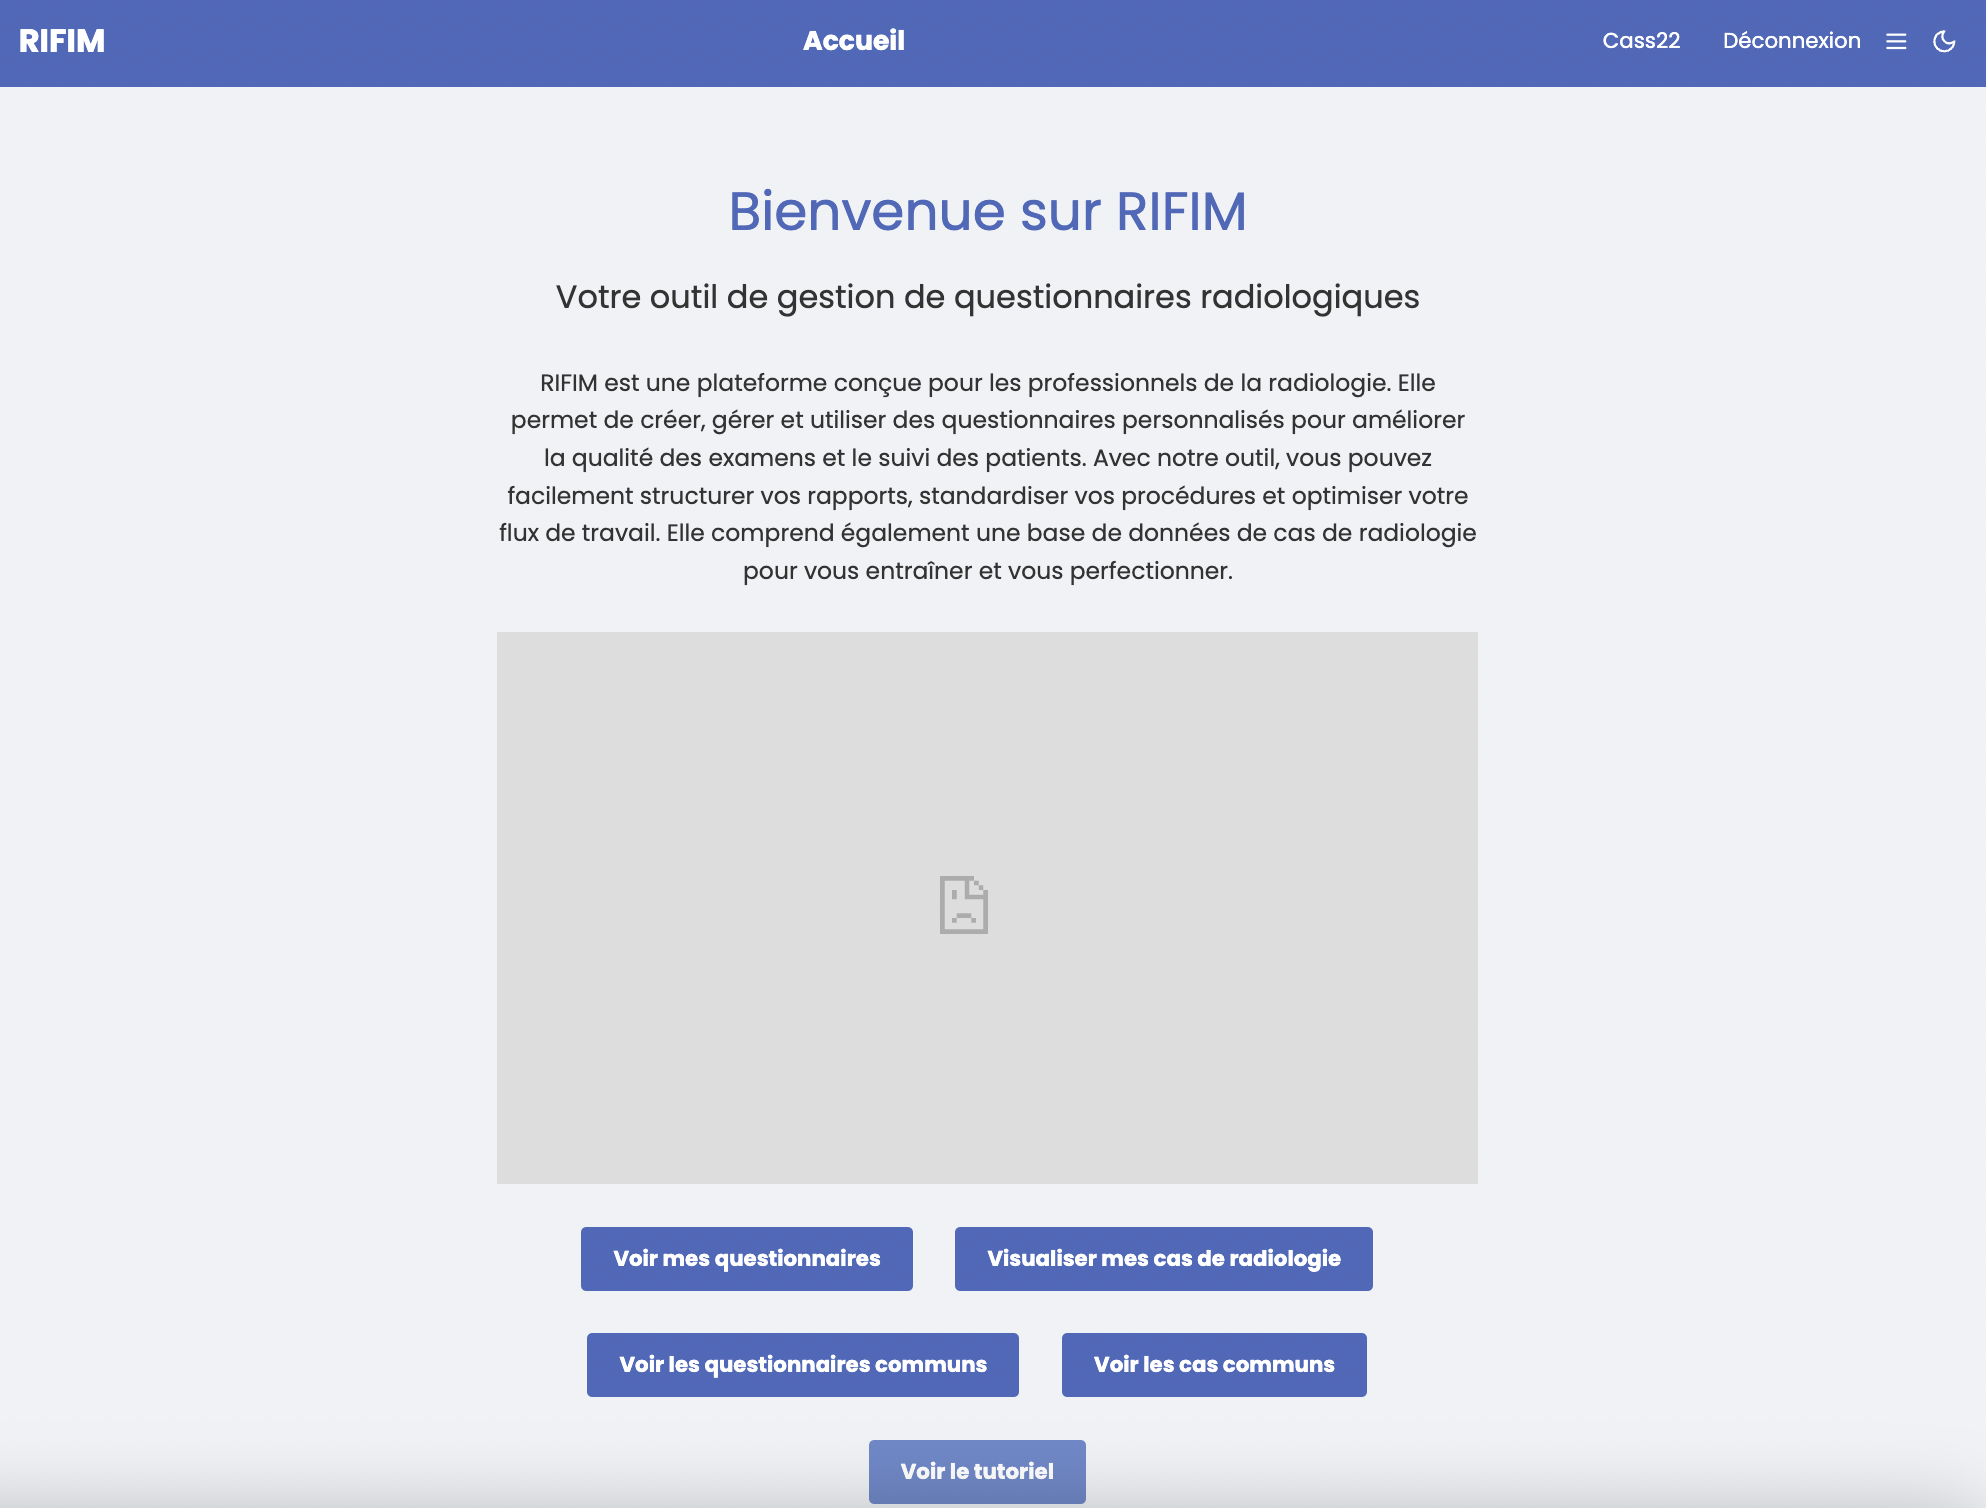 RIFIM
Accueil
Cass22
Déconnexion
Bienvenue sur RIFIM
Votre outil de gestion de questionnaires radiologiques
RIFIM est une plateforme conçue pour les professionnels de la radiologie. Elle
permet de créer, gérer et utiliser des questionnaires personnalisés pour améliorer
la qualité des examens et le suivi des patients. Avec notre outil, vous pouvez
facilement structurer vos rapports, standardiser vos procédures et optimiser votre
flux de travail. Elle comprend également une base de données de cas de radiologie
pour vous entraîner et vous perfectionner.
Voir mes questionnaires
Visualiser mes cas de radiologie
Voir les questionnaires communs
Voir les cas communs
Voir le tutoriel